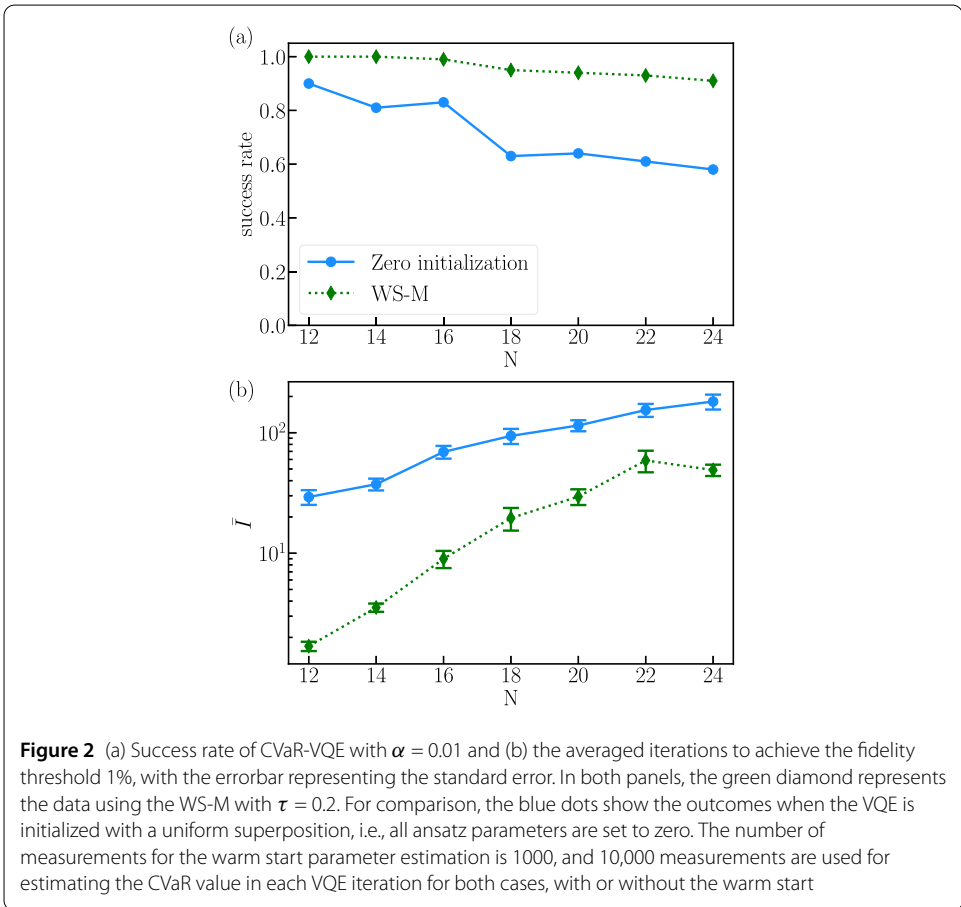 (a)
1.0
0.8
0.6
0.4
0.2
0.0
success rate
Zero initialization
WS-M
12 14 16 18 20 22 24
N
(b)
10²
10¹
Ī
12 14 16 18 20 22 24
N
Figure 2 (a) Success rate of CVaR-VQE with α = 0.01 and (b) the averaged iterations to achieve the fidelity
threshold 1%, with the errorbar representing the standard error. In both panels, the green diamond represents
the data using the WS-M with τ = 0.2. For comparison, the blue dots show the outcomes when the VQE is
initialized with a uniform superposition, i.e., all ansatz parameters are set to zero. The number of
measurements for the warm start parameter estimation is 1000, and 10,000 measurements are used for
estimating the CVaR value in each VQE iteration for both cases, with or without the warm start